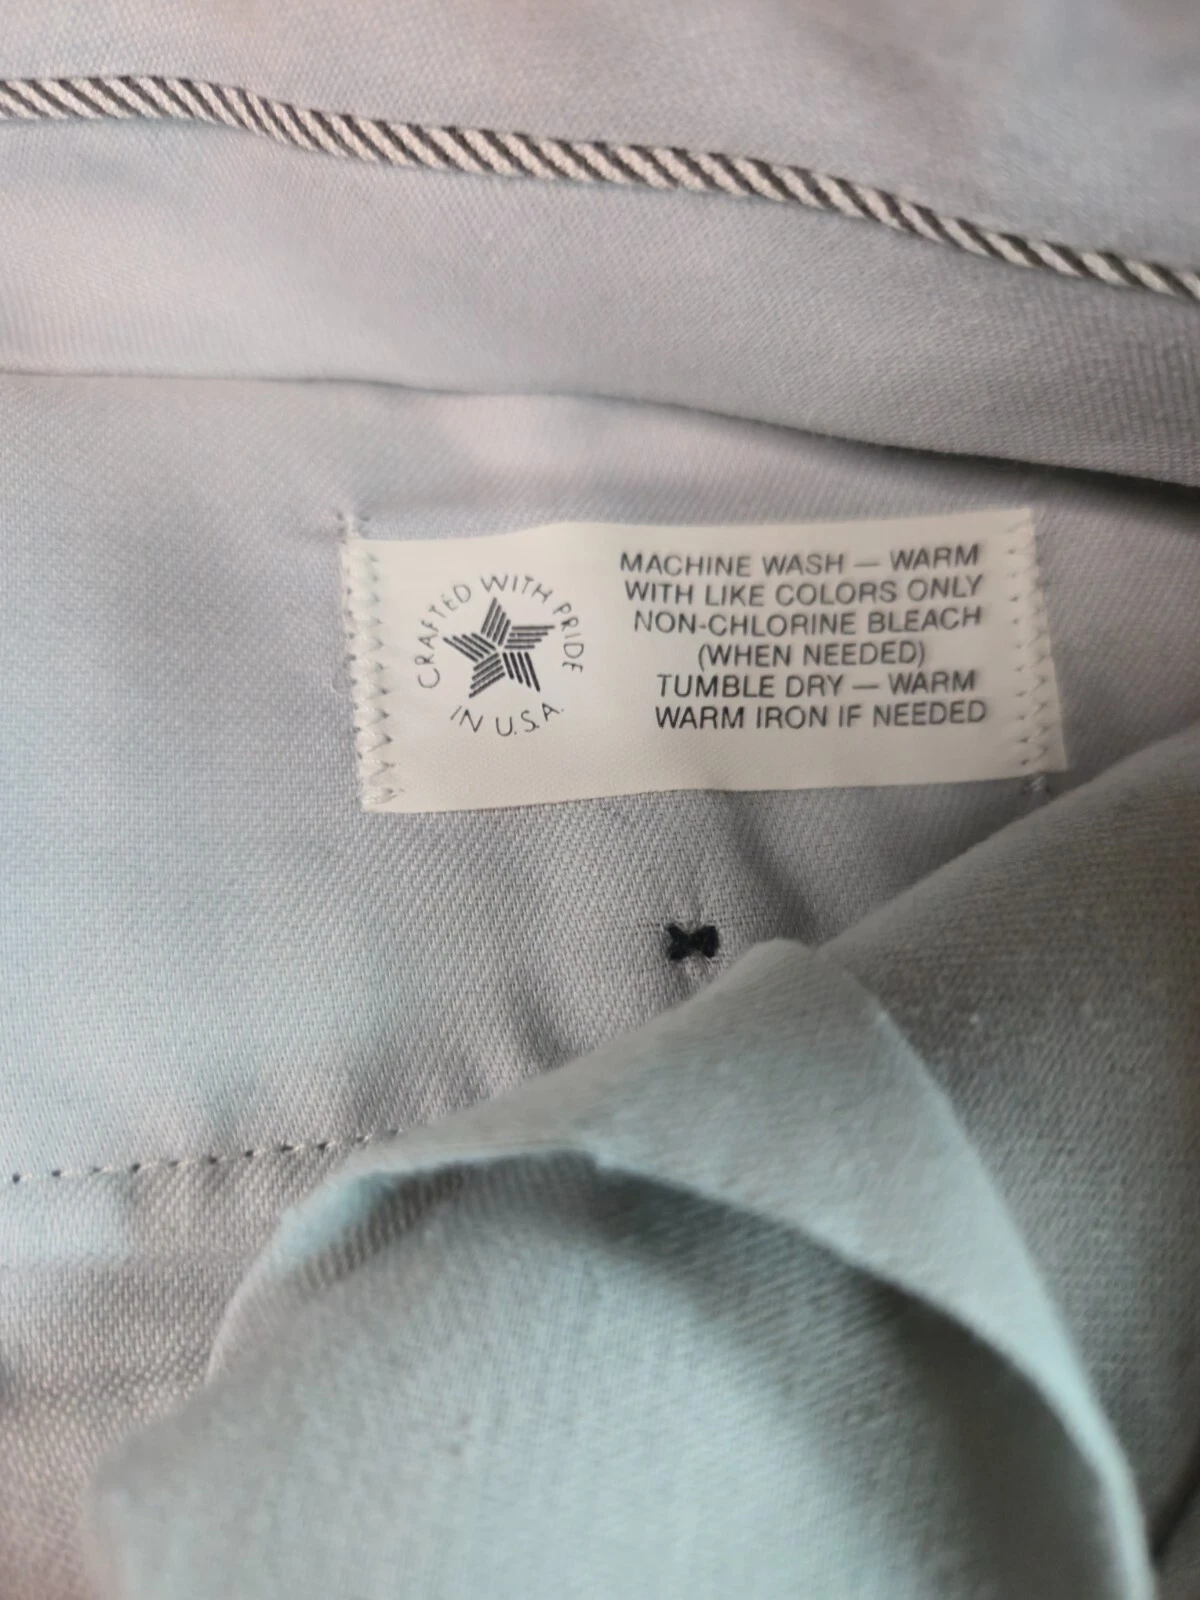 CRAFTED WITH PRIDE
IN U.S.A.
MACHINE WASH — WARM
WITH LIKE COLORS ONLY
NON-CHLORINE BLEACH
(WHEN NEEDED)
TUMBLE DRY — WARM
WARM IRON IF NEEDED